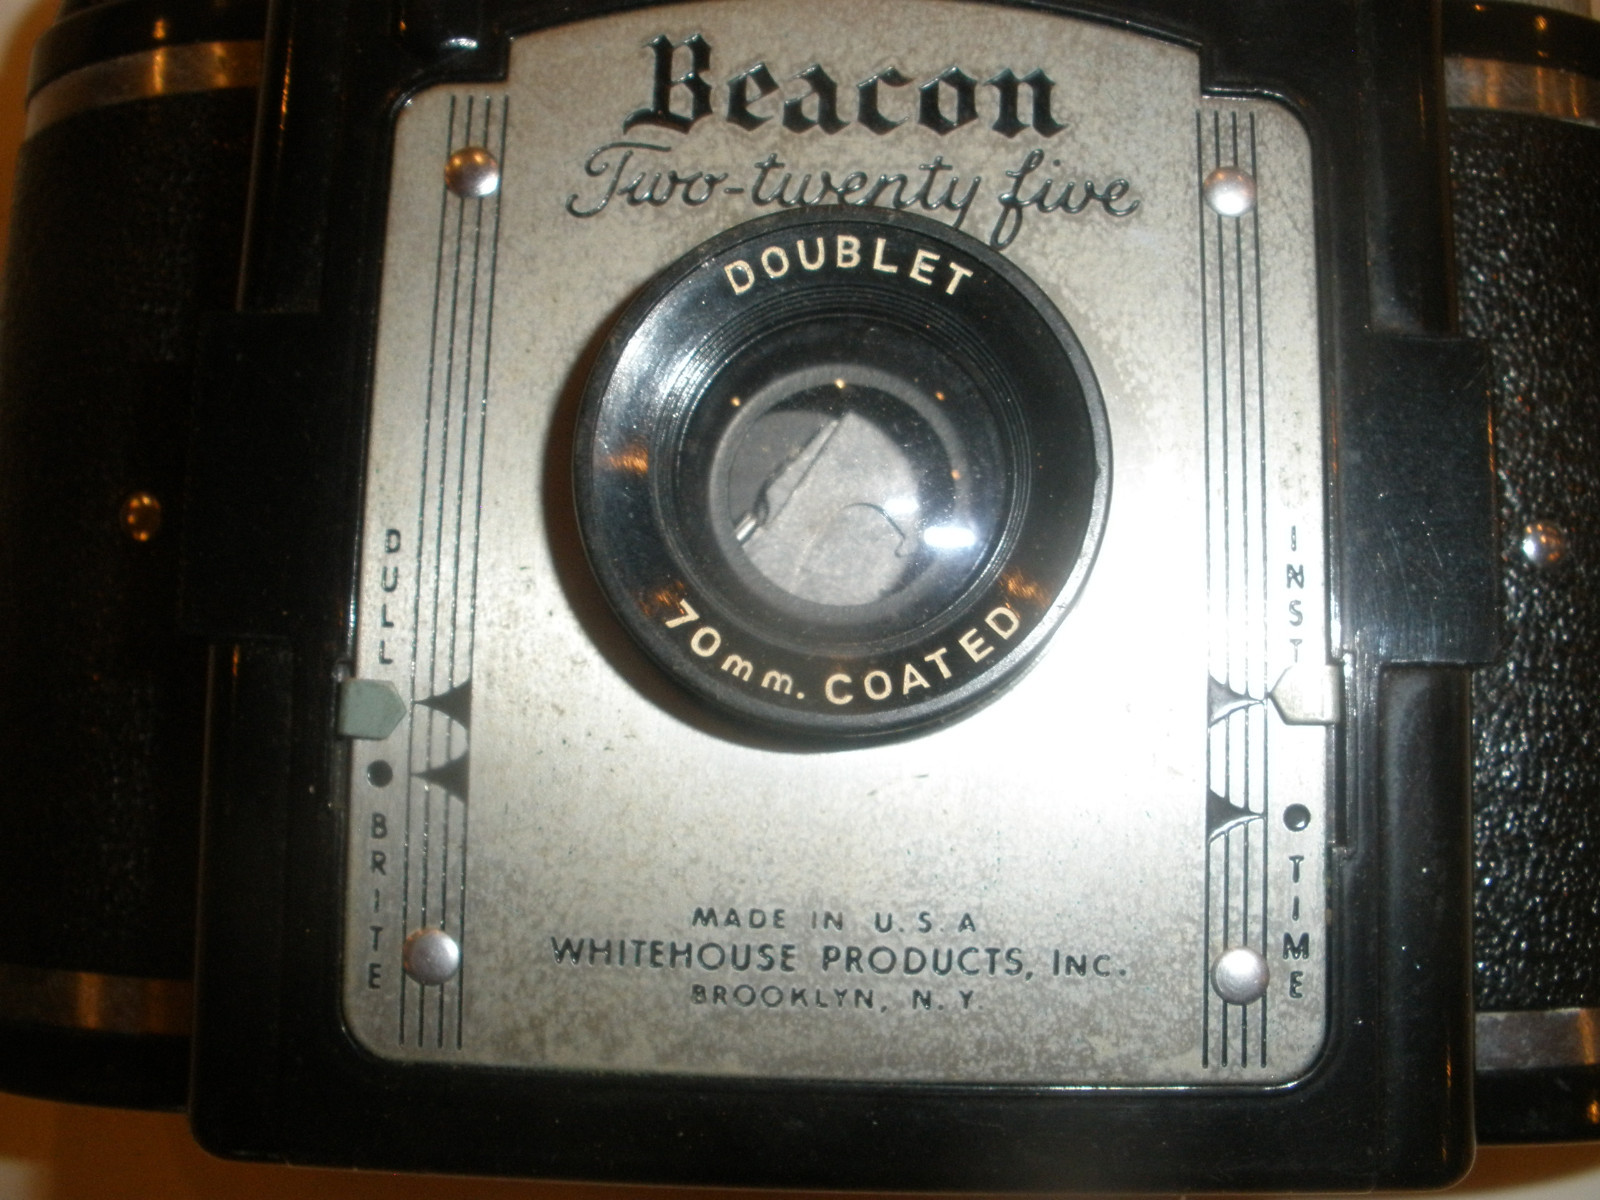 Beacon
Two-twenty five
DOUBLET
70mm. COATED
DULL
BRITE
INST
TIME
MADE IN U.S.A
WHITEHOUSE PRODUCTS, INC.
BROOKLYN, N.Y.